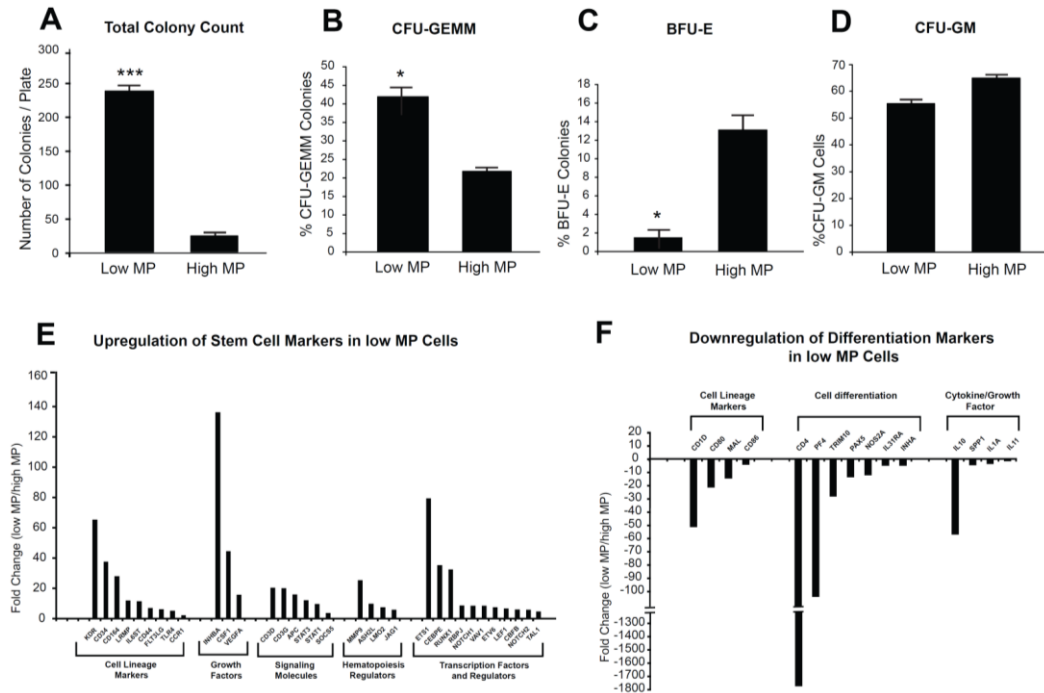 A
Total Colony Count
Number of Colonies / Plate
300
250
200
150
100
50
0
***
Low MP
High MP
B
CFU-GEMM
% CFU-GEMM Colonies
50
45
40
35
30
25
20
15
10
5
0
*
Low MP
High MP
C
BFU-E
% BFU-E Colonies
16
14
12
10
8
6
4
2
0
*
Low MP
High MP
D
CFU-GM
%CFU-GM Cells
70
60
50
40
30
20
10
0
Low MP
High MP
E
Upregulation of Stem Cell Markers in low MP Cells
Fold Change (low MP/high MP)
160
140
120
100
80
60
40
20
0
KDR
CD34
CD164
LRMP
IL6ST
CD44
FLT3LG
TLR4
CCR1
INHBA
CSF1
VEGFA
CD3D
CD3G
APC
STAT3
STAT1
SOCS5
MMP9
ASH2L
LMO2
JAG1
ETS1
CEBPE
RUNX1
RBPJ
NOTCH1
ETV6
LEF1
CBFB
NOTCH2
TAL1
Cell Lineage
Markers
Growth
Factors
Signaling
Molecules
Hematopoiesis
Regulators
Transcription Factors
and Regulators
F
Downregulation of Differentiation Markers
in low MP Cells
Cell Lineage
Markers
Cell differentiation
Cytokine/Growth
Factor
CD1D
CD80
MAL
CD86
CD4
PF4
TRIM10
PAX5
NOS2A
IL31RA
INHA
IL10
SPP1
IL1A
IL11
Fold Change (low MP/high MP)
20
10
0
-10
-20
-30
-40
-50
-60
-70
-80
-90
-100
-1300
-1400
-1500
-1600
-1700
-1800